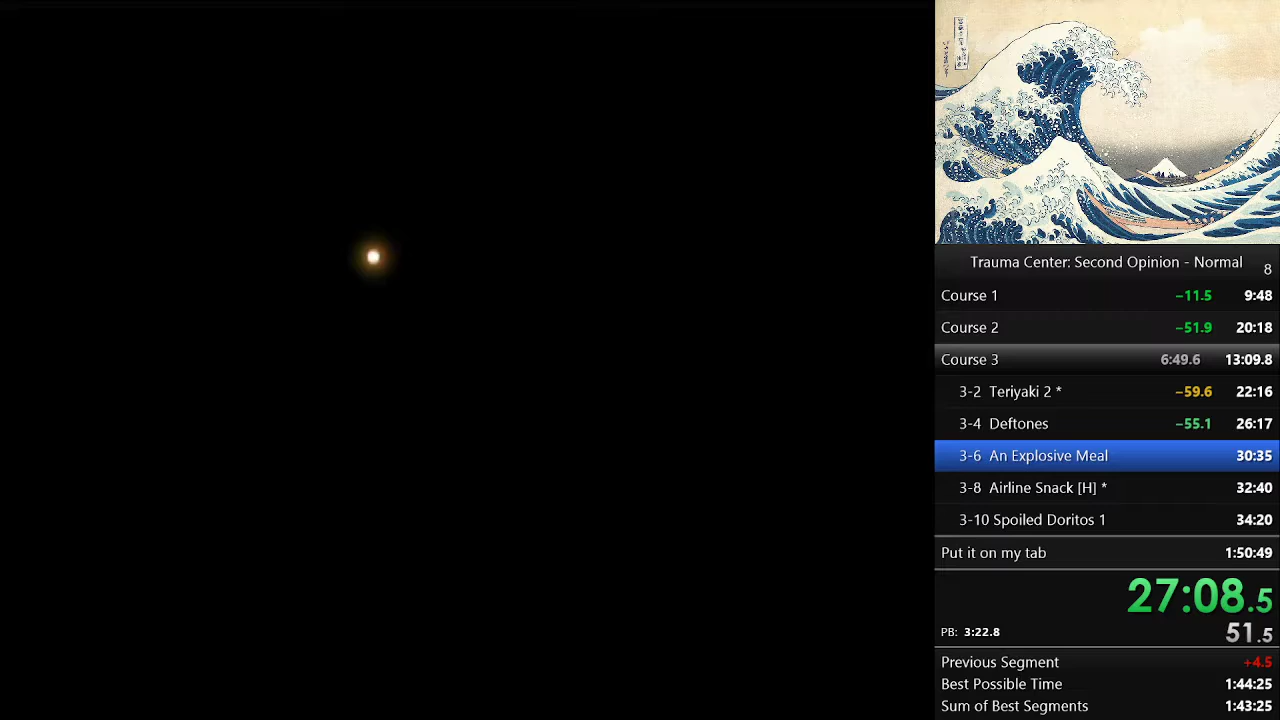 Trauma Center: Second Opinion - Normal
8
Course 1 -11.5 9:48
Course 2 -51.9 20:18
Course 3 6:49.6 13:09.8
3-2 Teriyaki 2 * -59.6 22:16
3-4 Deftones -55.1 26:17
3-6 An Explosive Meal 30:35
3-8 Airline Snack [H] * 32:40
3-10 Spoiled Doritos 1 34:20
Put it on my tab 1:50:49
27:08.5
PB: 3:22.8 51.5
Previous Segment +4.5
Best Possible Time 1:44:25
Sum of Best Segments 1:43:25